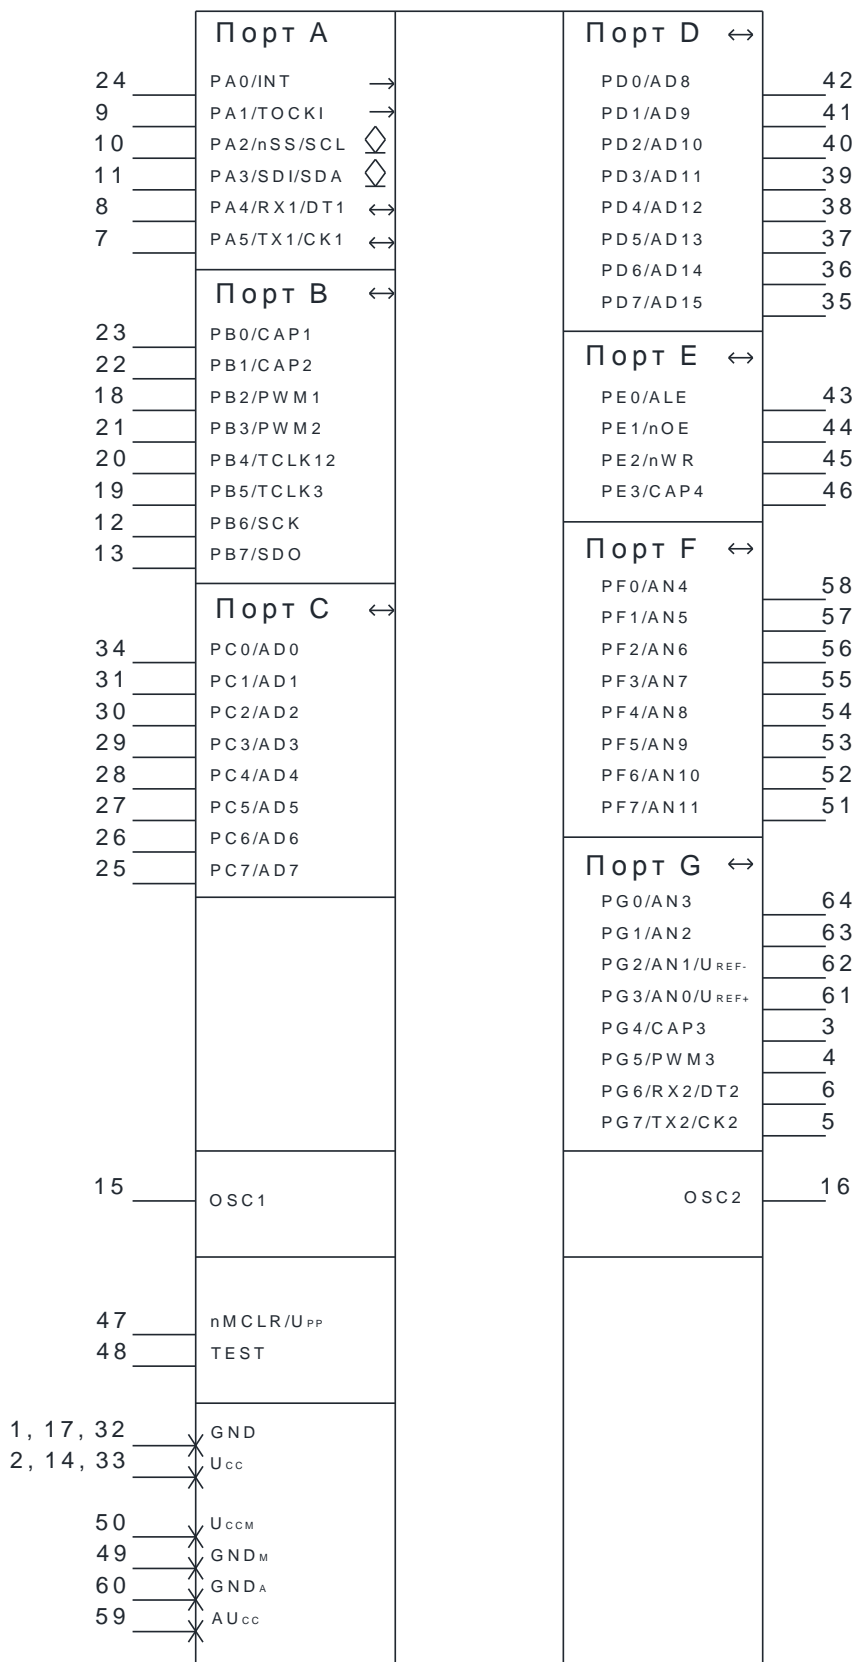 Порт A
24 PA0/INT
9 PA1/TOCKI
10 PA2/nSS/SCL
11 PA3/SDI/SDA
8 PA4/RX1/DT1
7 PA5/TX1/CK1
Порт B
23 PB0/CAP1
22 PB1/CAP2
18 PB2/PWM1
21 PB3/PWM2
20 PB4/TCLK12
19 PB5/TCLK3
12 PB6/SCK
13 PB7/SDO
Порт C
34 PC0/AD0
31 PC1/AD1
30 PC2/AD2
29 PC3/AD3
28 PC4/AD4
27 PC5/AD5
26 PC6/AD6
25 PC7/AD7
15 OSC1
47 nMCLR/UPP
48 TEST
1, 17, 32 GND
2, 14, 33 UCC
50 UCCM
49 GNDM
60 GNDA
59 AUCC
Порт D
PD0/AD8 42
PD1/AD9 41
PD2/AD10 40
PD3/AD11 39
PD4/AD12 38
PD5/AD13 37
PD6/AD14 36
PD7/AD15 35
Порт E
PE0/ALE 43
PE1/nOE 44
PE2/nWR 45
PE3/CAP4 46
Порт F
PF0/AN4 58
PF1/AN5 57
PF2/AN6 56
PF3/AN7 55
PF4/AN8 54
PF5/AN9 53
PF6/AN10 52
PF7/AN11 51
Порт G
PG0/AN3 64
PG1/AN2 63
PG2/AN1/UREF- 62
PG3/AN0/UREF+ 61
PG4/CAP3 3
PG5/PWM3 4
PG6/RX2/DT2 6
PG7/TX2/CK2 5
OSC2 16